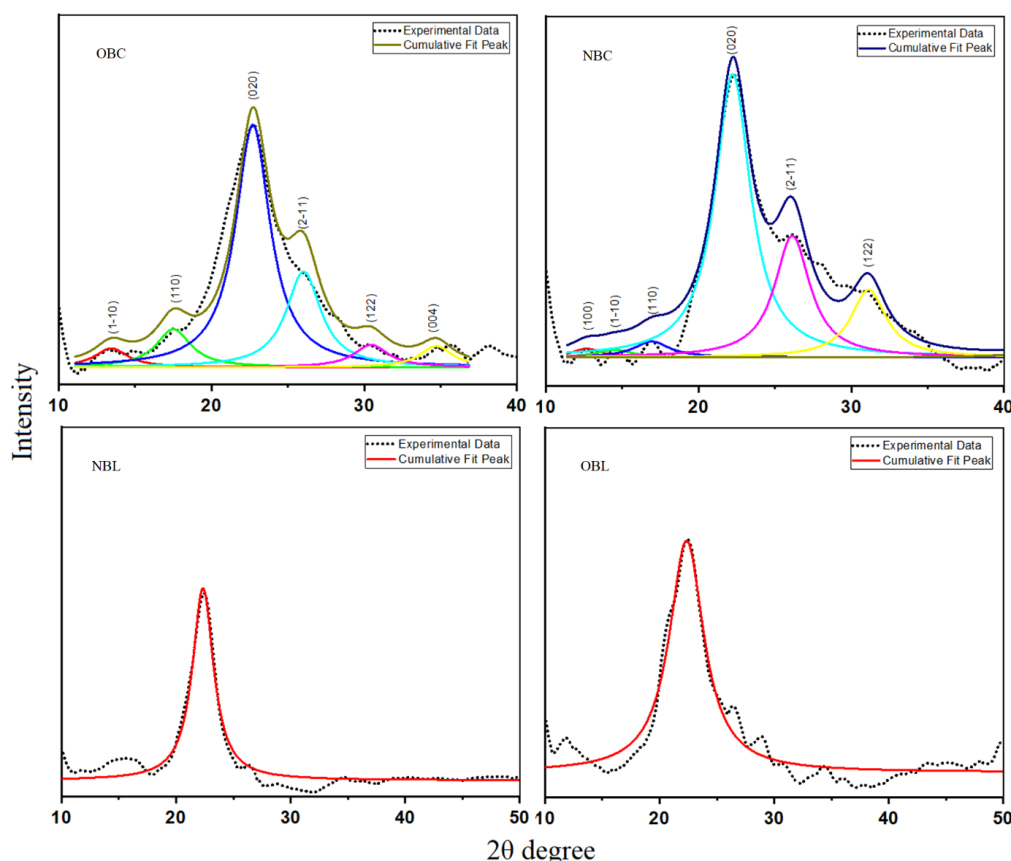 OBC
Experimental Data
Cumulative Fit Peak
(1-10)
(110)
(020)
(2-11)
(122)
(004)
10 20 30 40
NBC
Experimental Data
Cumulative Fit Peak
(100)
(1-10)
(110)
(020)
(2-11)
(122)
10 20 30 40
Intensity
NBL
Experimental Data
Cumulative Fit Peak
10 20 30 40 50
OBL
Experimental Data
Cumulative Fit Peak
10 20 30 40 50
2θ degree